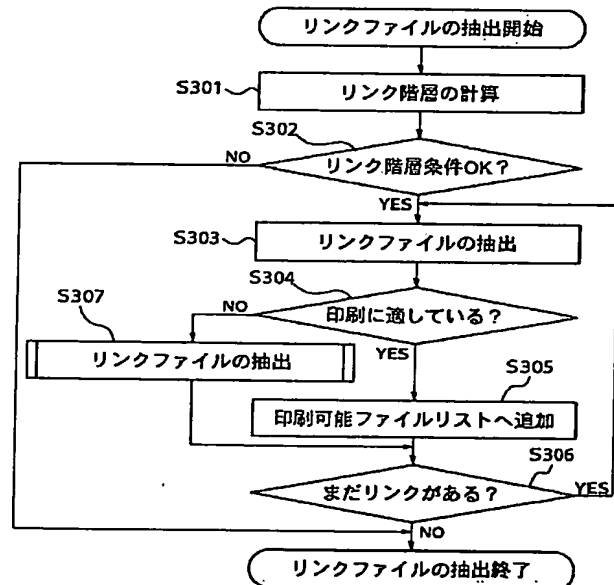 リンクファイルの抽出開始
S301
リンク階層の計算
S302
NO
リンク階層条件OK?
YES
S303
リンクファイルの抽出
S304
NO
印刷に適している?
S307
リンクファイルの抽出
YES
S305
印刷可能ファイルリストへ追加
S306
まだリンクがある?
YES
NO
リンクファイルの抽出終了